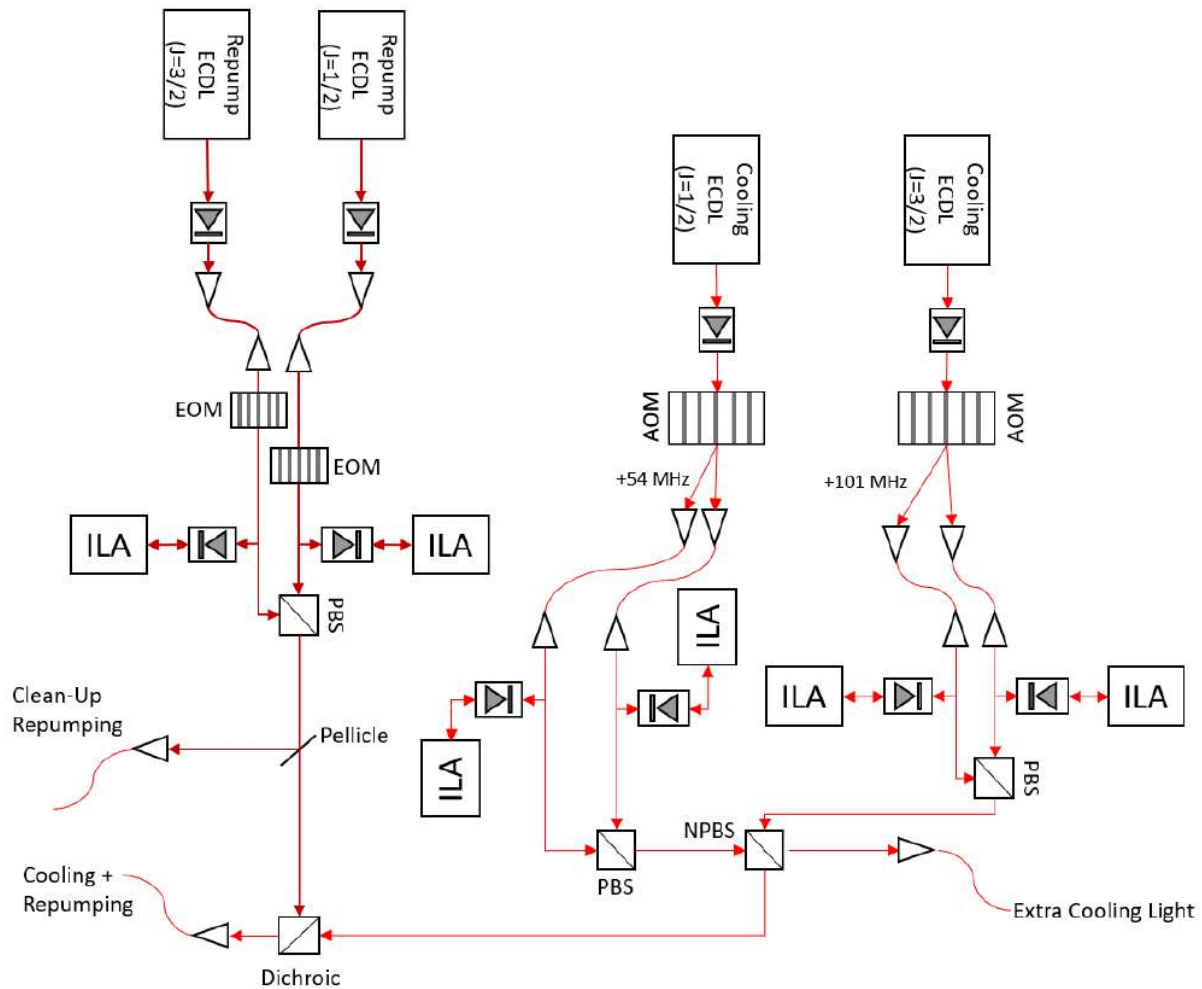 Repump
ECDL
(J=3/2)
Repump
ECDL
(J=1/2)
Cooling
ECDL
(J=1/2)
Cooling
ECDL
(J=3/2)
EOM
EOM
AOM
AOM
+54 MHz
+101 MHz
ILA
ILA
PBS
ILA
ILA
ILA
ILA
Clean-Up
Repumping
Pellicle
PBS
NPBS
PBS
Cooling +
Repumping
Extra Cooling Light
Dichroic